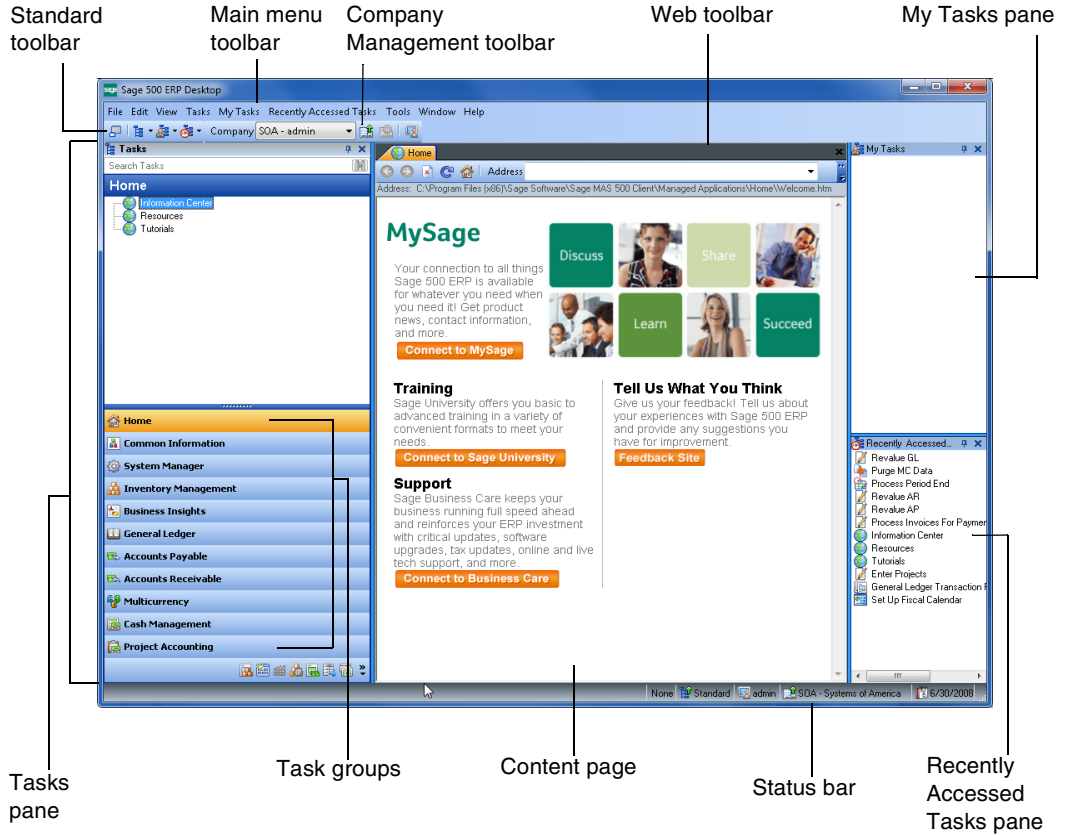 Standard
toolbar
Main menu
toolbar
Company
Management toolbar
Web toolbar
My Tasks pane
sage Sage 500 ERP Desktop
File Edit View Tasks My Tasks Recently Accessed Tasks Tools Window Help
Company SOA - admin
Tasks
Search Tasks
Home
Information Center
Resources
Tutorials
Home
Common Information
System Manager
Inventory Management
Business Insights
General Ledger
Accounts Payable
Accounts Receivable
Multicurrency
Cash Management
Project Accounting
Home
Address
Address: C:\Program Files (x86)\Sage Software\Sage MAS 500 Client\Managed Applications\Home\Welcome.htm
MySage
Your connection to all things
Sage 500 ERP is available
for whatever you need when
you need it! Get product
news, contact information,
and more.
Connect to MySage
Discuss
Share
Learn
Succeed
Training
Sage University offers you basic to
advanced training in a variety of
convenient formats to meet your
needs.
Connect to Sage University
Support
Sage Business Care keeps your
business running full speed ahead
and reinforces your ERP investment
with critical updates, software
upgrades, tax updates, online and live
tech support, and more.
Connect to Business Care
Tell Us What You Think
Give us your feedback! Tell us about
your experiences with Sage 500 ERP
and provide any suggestions you
have for improvement.
Feedback Site
My Tasks
Recently Accessed...
Revalue GL
Purge MC Data
Process Period End
Revalue AR
Revalue AP
Process Invoices For Paymer
Information Center
Resources
Tutorials
Enter Projects
General Ledger Transaction F
Set Up Fiscal Calendar
None Standard admin SOA - Systems of America 6/30/2008
Tasks
pane
Task groups
Content page
Status bar
Recently
Accessed
Tasks pane